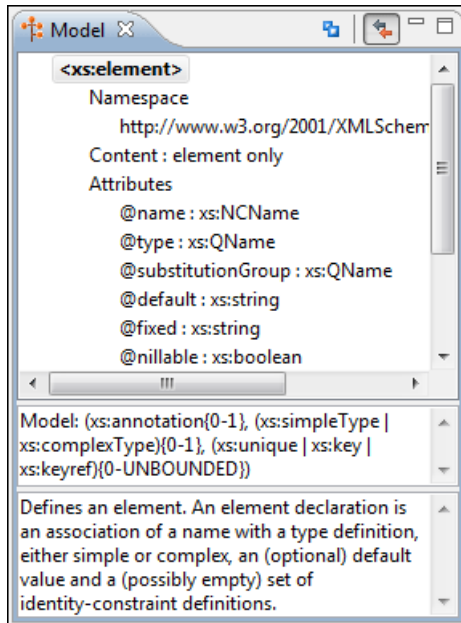 Model
<xs:element>
Namespace
http://www.w3.org/2001/XMLSchem
Content : element only
Attributes
@name : xs:NCName
@type : xs:QName
@substitutionGroup : xs:QName
@default : xs:string
@fixed : xs:string
@nillable : xs:boolean
Model: (xs:annotation{0-1}, (xs:simpleType |
xs:complexType){0-1}, (xs:unique | xs:key |
xs:keyref){0-UNBOUNDED})
Defines an element. An element declaration is
an association of a name with a type definition,
either simple or complex, an (optional) default
value and a (possibly empty) set of
identity-constraint definitions.